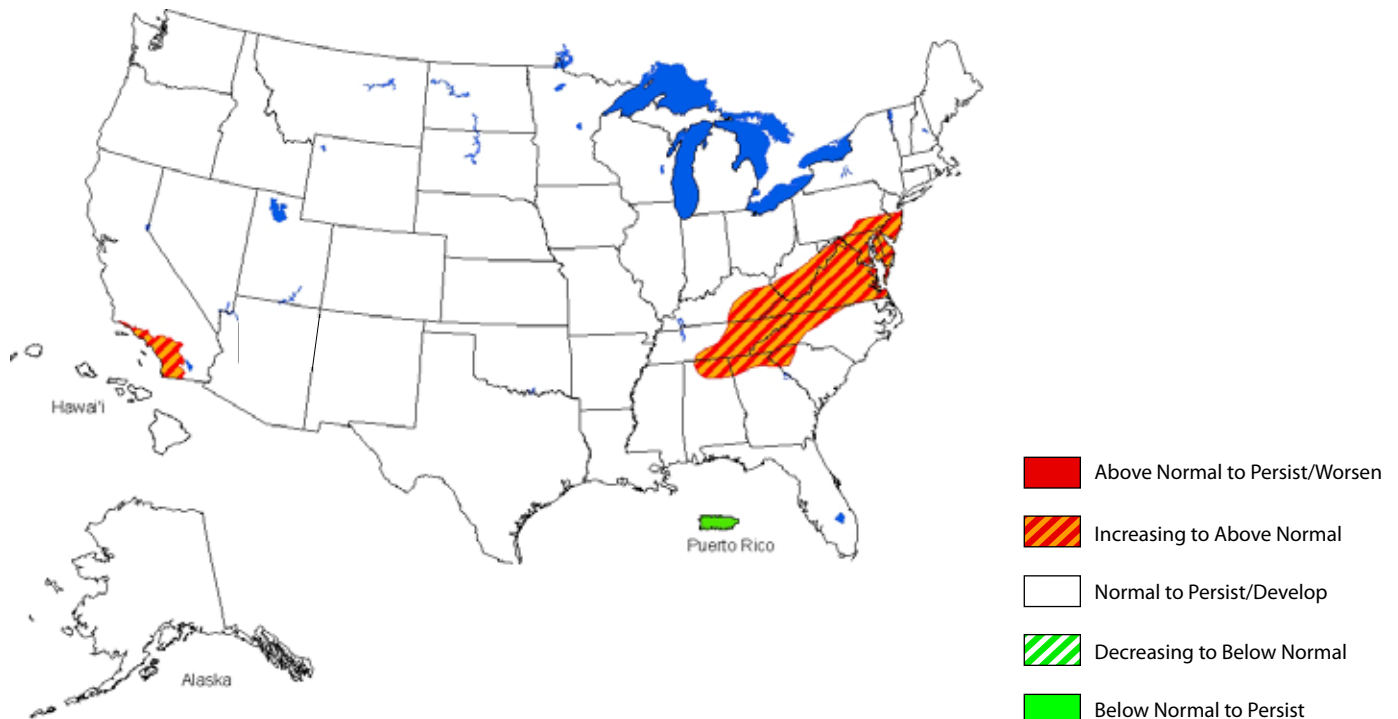 Hawai'i
Above Normal to Persist/Worsen
Increasing to Above Normal
Puerto Rico
Normal to Persist/Develop
Decreasing to Below Normal
Alaska
Below Normal to Persist